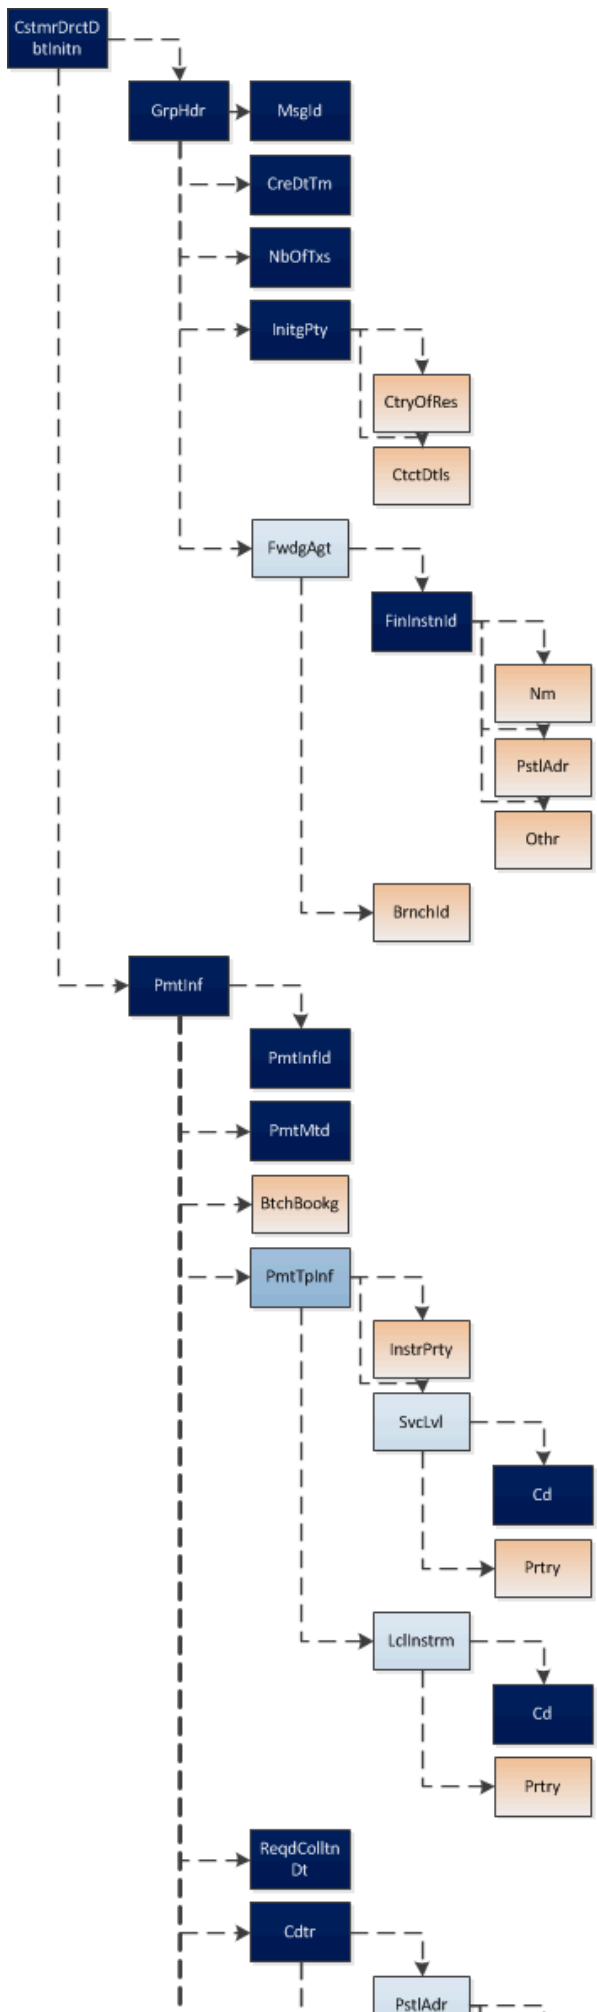 CstmrDrctD
btInitn
GrpHdr
MsgId
CreDtTm
NbOfTxs
InitgPty
CtryOfRes
CtctDtls
FwdgAgt
FinInstnId
Nm
PstlAdr
Othr
BrnchId
PmtInf
PmtInfId
PmtMtd
BtchBookg
PmtTpInf
InstrPrty
SvcLvl
Cd
Prtry
LclInstrm
Cd
Prtry
ReqdColltn
Dt
Cdtr
PstlAdr